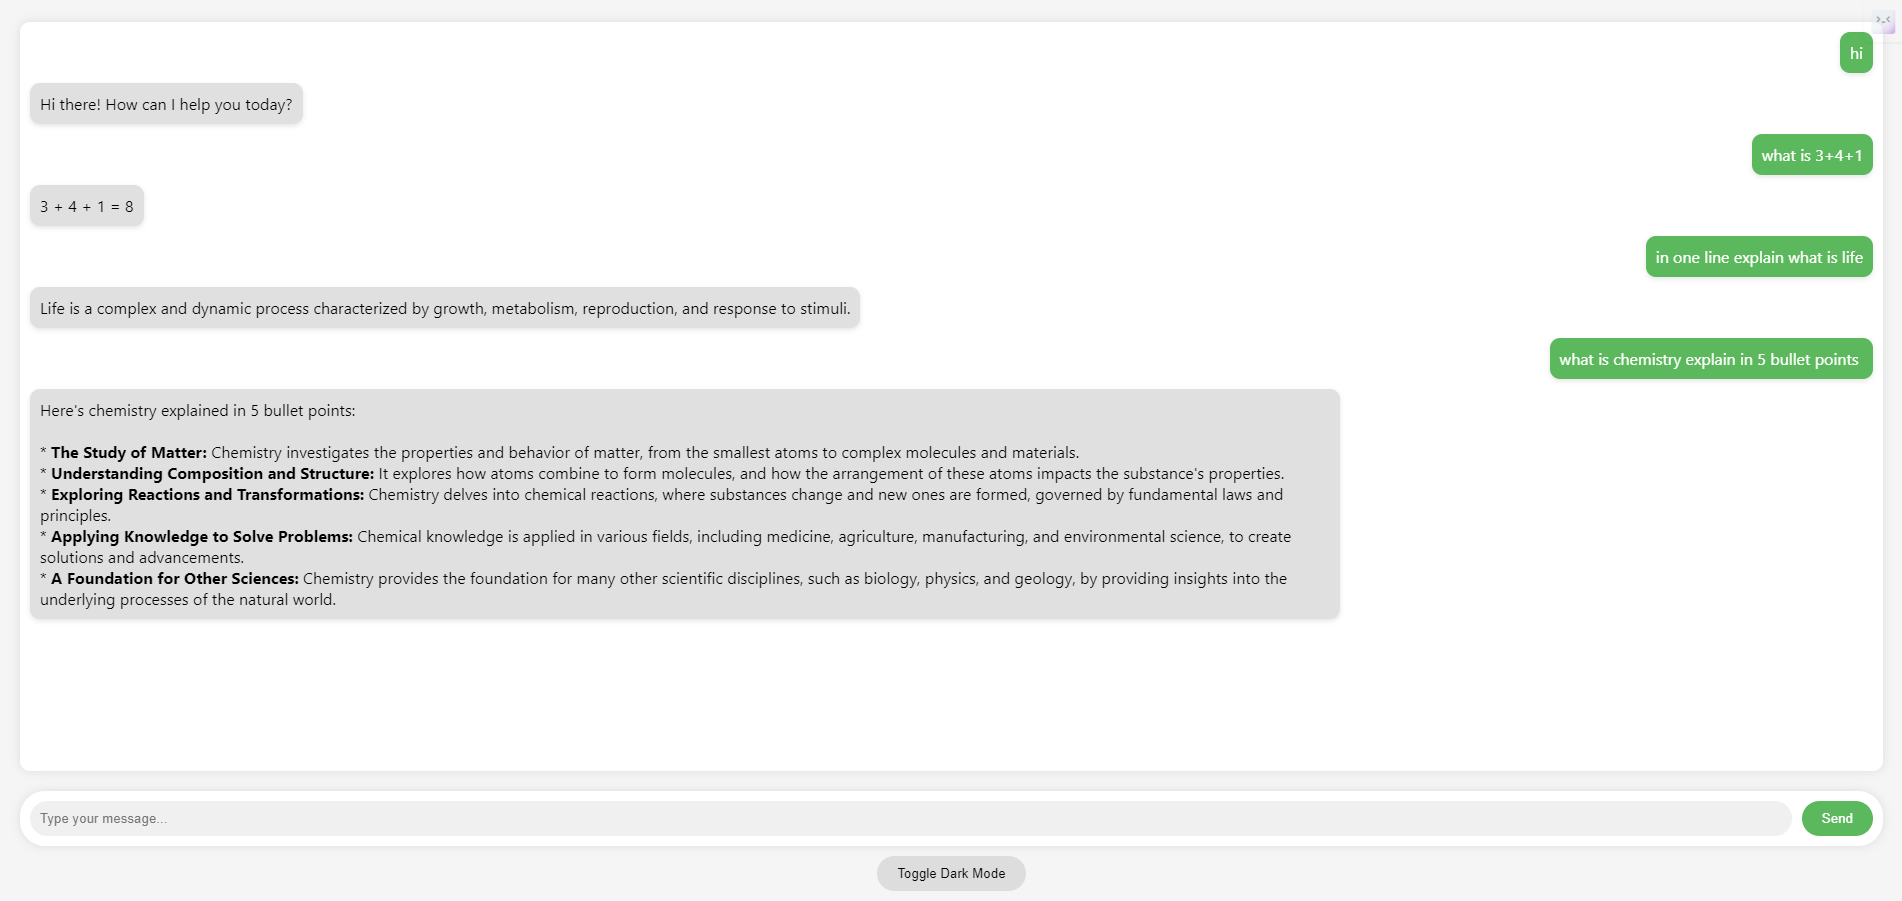 hi
Hi there! How can I help you today?
what is 3+4+1
3 + 4 + 1 = 8
in one line explain what is life
Life is a complex and dynamic process characterized by growth, metabolism, reproduction, and response to stimuli.
what is chemistry explain in 5 bullet points
Here's chemistry explained in 5 bullet points:
* The Study of Matter: Chemistry investigates the properties and behavior of matter, from the smallest atoms to complex molecules and materials.
* Understanding Composition and Structure: It explores how atoms combine to form molecules, and how the arrangement of these atoms impacts the substance's properties.
* Exploring Reactions and Transformations: Chemistry delves into chemical reactions, where substances change and new ones are formed, governed by fundamental laws and
principles.
* Applying Knowledge to Solve Problems: Chemical knowledge is applied in various fields, including medicine, agriculture, manufacturing, and environmental science, to create
solutions and advancements.
* A Foundation for Other Sciences: Chemistry provides the foundation for many other scientific disciplines, such as biology, physics, and geology, by providing insights into the
underlying processes of the natural world.
Type your message...
Send
Toggle Dark Mode